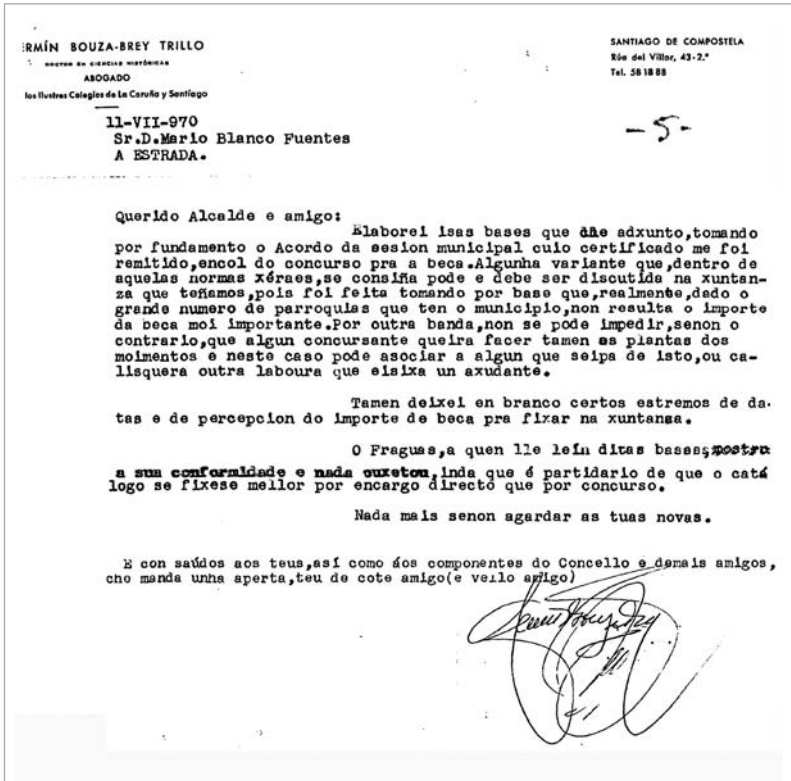 ERMÍN BOUZA-BREY TRILLO
DOCTOR EN CIENCIAS HISTÓRICAS
ABOGADO
los Ilustres Colegios de La Coruña y Santiago
SANTIAGO DE COMPOSTELA
Rúa del Villar, 43-2.º
Tel. 58 18 88
11-VII-970
Sr.D.Mario Blanco Fuentes
A ESTRADA.
-5-
Querido Alcalde e amigo:
Elaborei isas bases que adxunto,tomando
por fundamento o Acordo da sesion municipal cuio certificado me foi
remitido,encol do concurso pra a beca.Algunha variante que,dentro de
aquelas normas xéraes,se consiña pode e debe ser discutida na xuntan-
za que teñamos,pois foi feita tomando por base que,realmente,dado o
grande numero de parroquias que ten o municipio,non resulta o importe
da beca moi importante.Por outra banda,non se pode impedir,senon o
contrario,que algun concursante queira facer tamen as plantas dos
moimentos e neste caso pode asociar a algun que seipa de isto,ou ca-
lisquera outra laboura que eisixa un axudante.
Tamen deixei en branco certos estremos de da-
tas e de percepcion do importe de beca pra fixar na xuntansa.
O Fraguas,a quen lle leín ditas bases,mostra
a sua conformidade e nada ouxetou,inda que é partidario de que o catá
logo se fixese mellor por encargo directo que por concurso.
Nada mais senon agardar as tuas novas.
E con saúdos aos teus,así como áos componentes do Concello e demais amigos,
che manda unha aperta,teu de cote amigo(e vello amigo)